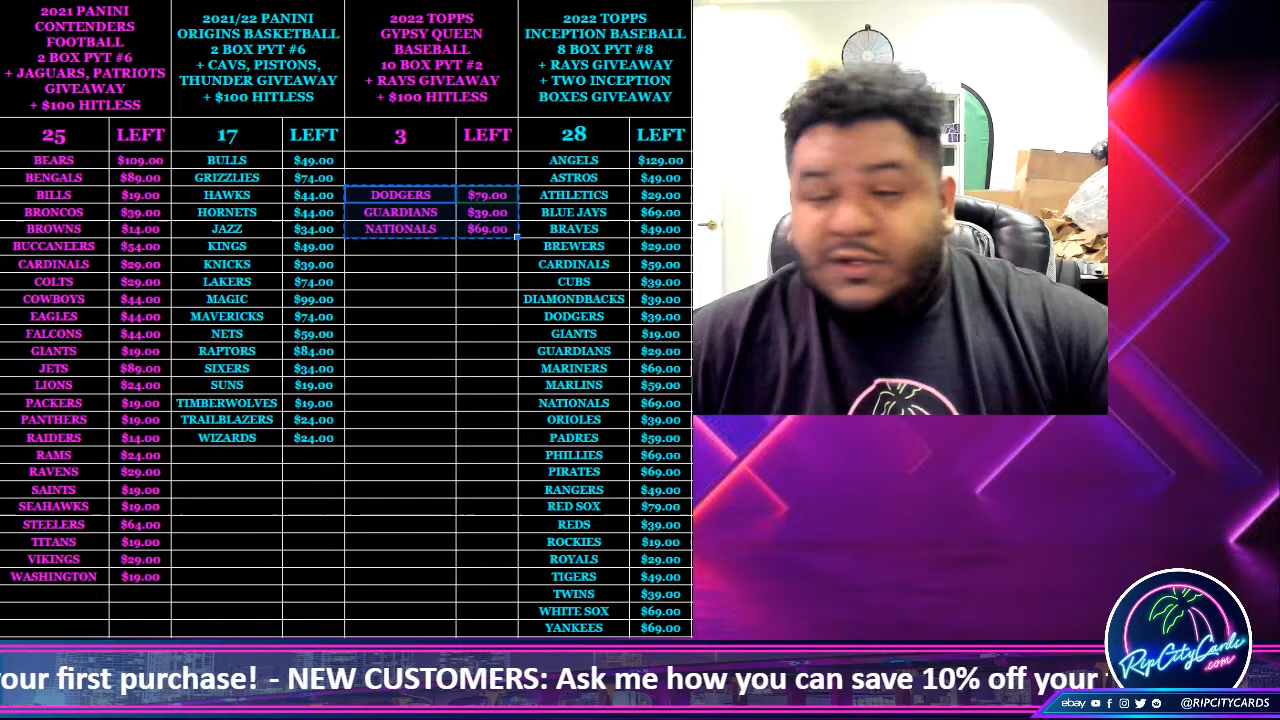 2021 PANINI
CONTENDERS
FOOTBALL
2 BOX PYT #6
+ JAGUARS, PATRIOTS
GIVEAWAY
+ $100 HITLESS
25 LEFT
BEARS $109.00
BENGALS $89.00
BILLS $19.00
BRONCOS $39.00
BROWNS $14.00
BUCCANEERS $54.00
CARDINALS $29.00
COLTS $29.00
COWBOYS $44.00
EAGLES $44.00
FALCONS $44.00
GIANTS $19.00
JETS $89.00
LIONS $24.00
PACKERS $19.00
PANTHERS $19.00
RAIDERS $14.00
RAMS $24.00
RAVENS $29.00
SAINTS $19.00
SEAHAWKS $19.00
STEELERS $64.00
TITANS $19.00
VIKINGS $29.00
WASHINGTON $19.00
2021/22 PANINI
ORIGINS BASKETBALL
2 BOX PYT #6
+ CAVS, PISTONS,
THUNDER GIVEAWAY
+ $100 HITLESS
17 LEFT
BULLS $49.00
GRIZZLIES $74.00
HAWKS $44.00
HORNETS $44.00
JAZZ $34.00
KINGS $49.00
KNICKS $39.00
LAKERS $74.00
MAGIC $99.00
MAVERICKS $74.00
NETS $59.00
RAPTORS $84.00
SIXERS $34.00
SUNS $19.00
TIMBERWOLVES $19.00
TRAILBLAZERS $24.00
WIZARDS $24.00
2022 TOPPS
GYPSY QUEEN
BASEBALL
10 BOX PYT #2
+ RAYS GIVEAWAY
+ $100 HITLESS
3 LEFT
DODGERS $79.00
GUARDIANS $39.00
NATIONALS $69.00
2022 TOPPS
INCEPTION BASEBALL
8 BOX PYT #8
+ RAYS GIVEAWAY
+ TWO INCEPTION
BOXES GIVEAWAY
28 LEFT
ANGELS $129.00
ASTROS $49.00
ATHLETICS $29.00
BLUE JAYS $69.00
BRAVES $49.00
BREWERS $29.00
CARDINALS $59.00
CUBS $39.00
DIAMONDBACKS $39.00
DODGERS $39.00
GIANTS $19.00
GUARDIANS $29.00
MARINERS $69.00
MARLINS $59.00
NATIONALS $69.00
ORIOLES $39.00
PADRES $59.00
PHILLIES $69.00
PIRATES $69.00
RANGERS $49.00
RED SOX $79.00
REDS $39.00
ROCKIES $19.00
ROYALS $29.00
TIGERS $49.00
TWINS $39.00
WHITE SOX $69.00
YANKEES $69.00
our first purchase! - NEW CUSTOMERS: Ask me how you can save 10% off your
RipCityCards
.com
ebay @RIPCITYCARDS